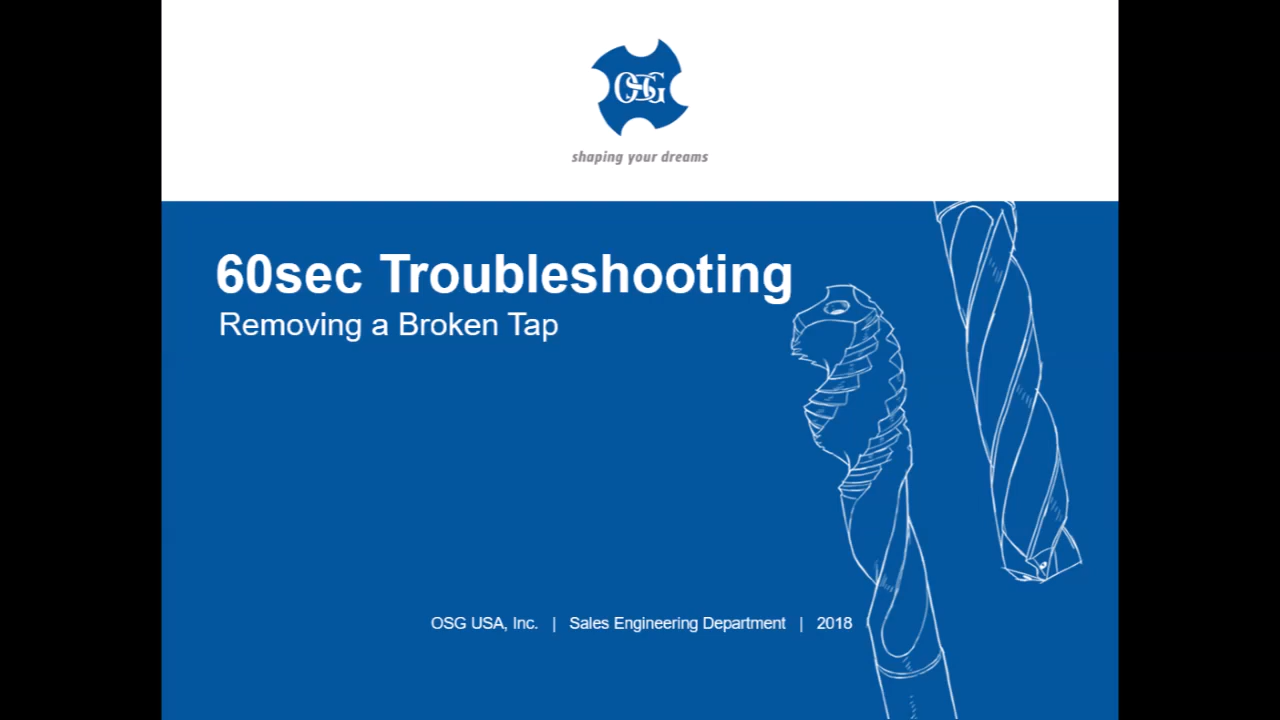 OSG
shaping your dreams
60sec Troubleshooting
Removing a Broken Tap
OSG USA, Inc. | Sales Engineering Department | 2018